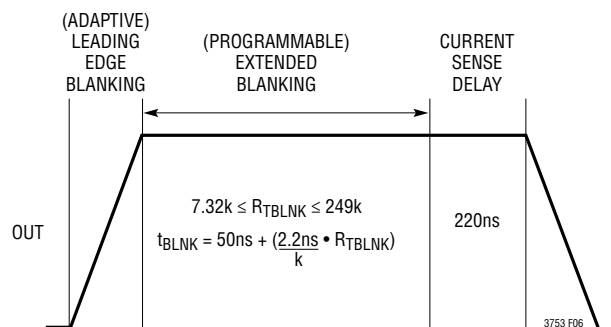 (ADAPTIVE)
LEADING
EDGE
BLANKING
(PROGRAMMABLE)
EXTENDED
BLANKING
CURRENT
SENSE
DELAY
OUT
7.32k ≤ RTBLNK ≤ 249k
tBLNK = 50ns + (2.2ns/k • RTBLNK)
220ns
3753 F06